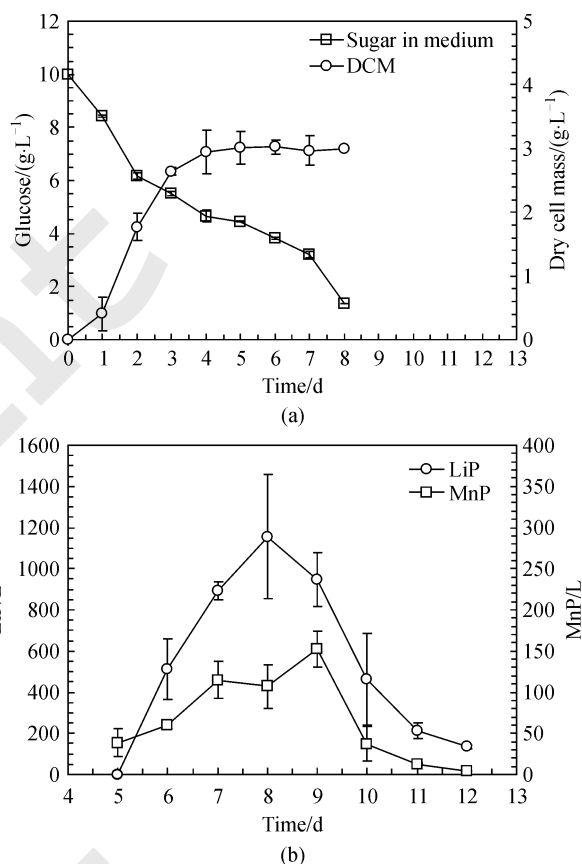 (a)
Sugar in medium
DCM
Glucose/(g·L⁻¹)
Dry cell mass/(g·L⁻¹)
12
10
8
6
4
2
0
5
4
3
2
1
0
0 1 2 3 4 5 6 7 8 9 10 11 12 13
Time/d
(a)
LiP
MnP
MnP/L
1600
1400
1200
1000
800
600
400
200
0
400
350
300
250
200
150
100
50
0
4 5 6 7 8 9 10 11 12 13
Time/d
(b)